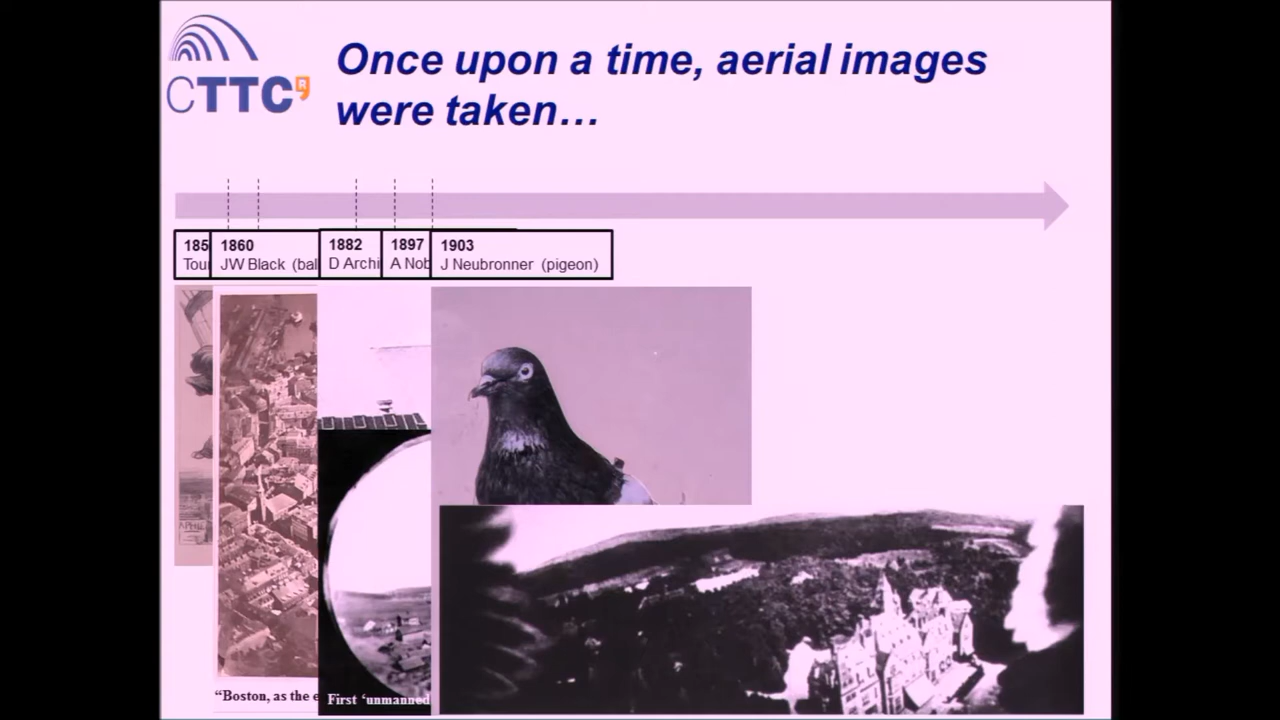 CTTC
Once upon a time, aerial images
were taken…
1860
JW Black (bal
1882
D Archi
1897
A Nob
1903
J Neubronner (pigeon)
"Boston, as the e
First 'unmanned